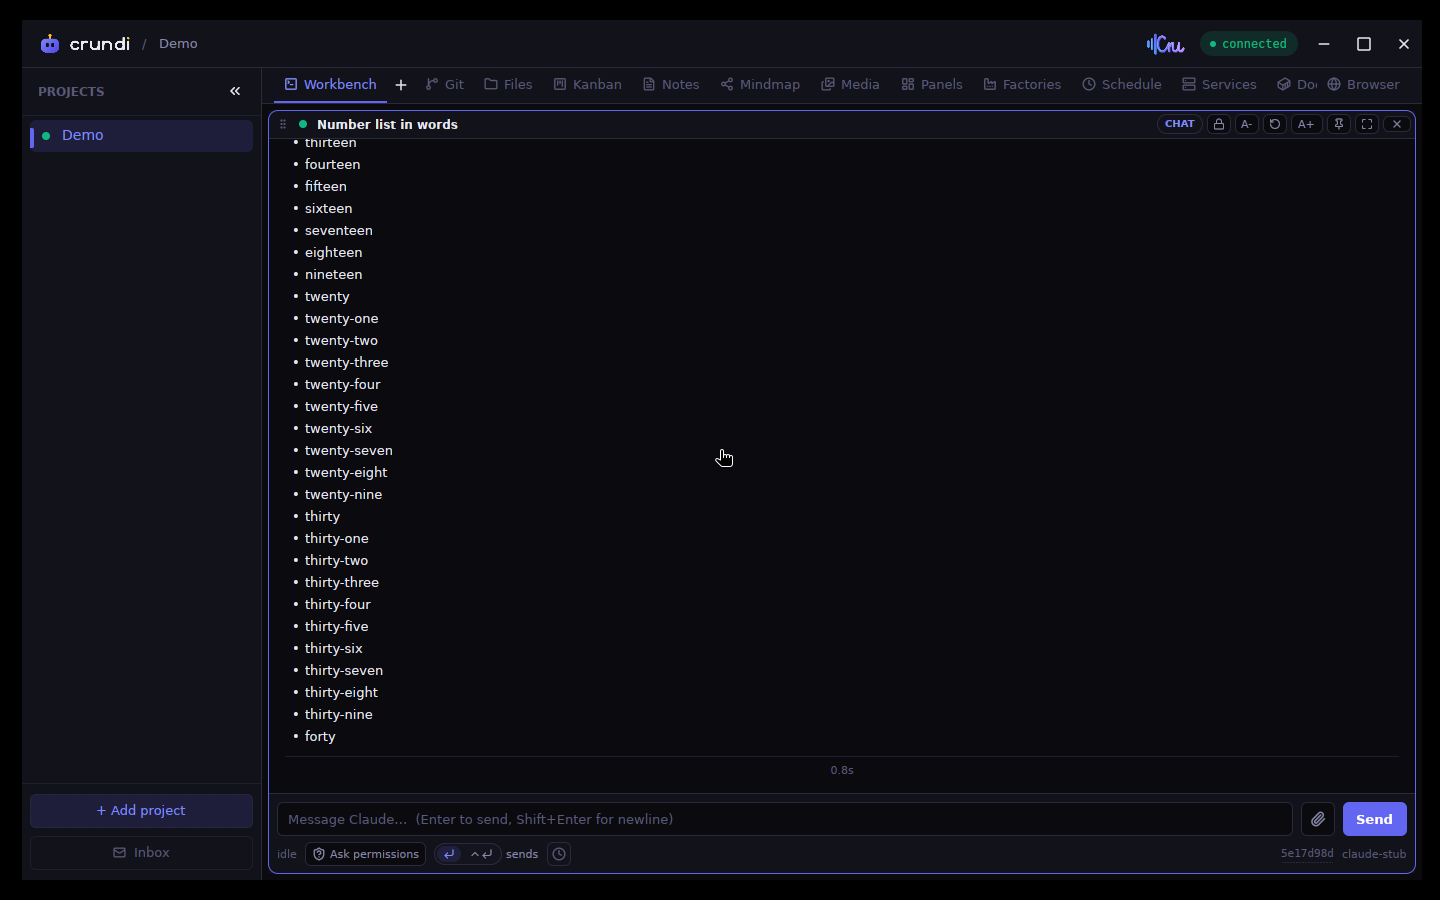 crundi / Demo
Cru
connected
PROJECTS
Demo
+ Add project
Inbox
Workbench
Git
Files
Kanban
Notes
Mindmap
Media
Panels
Factories
Schedule
Services
Doc
Browser
Number list in words
CHAT
A-
A+
• thirteen
• fourteen
• fifteen
• sixteen
• seventeen
• eighteen
• nineteen
• twenty
• twenty-one
• twenty-two
• twenty-three
• twenty-four
• twenty-five
• twenty-six
• twenty-seven
• twenty-eight
• twenty-nine
• thirty
• thirty-one
• thirty-two
• thirty-three
• thirty-four
• thirty-five
• thirty-six
• thirty-seven
• thirty-eight
• thirty-nine
• forty
0.8s
Message Claude... (Enter to send, Shift+Enter for newline)
Send
idle
Ask permissions
sends
5e17d98d
claude-stub